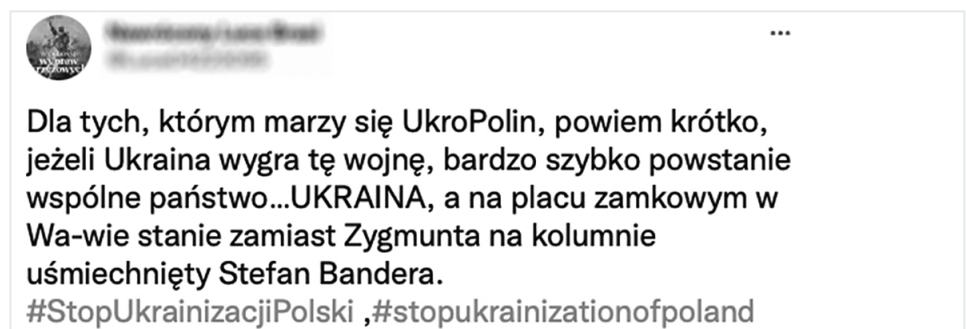 Dla tych, którym marzy się UkroPolin, powiem krótko,
jeżeli Ukraina wygra tę wojnę, bardzo szybko powstanie
wspólne państwo...UKRAINA, a na placu zamkowym w
Wa-wie stanie zamiast Zygmunta na kolumnie
uśmiechnięty Stefan Bandera.
#StopUkrainizacjiPolski ,#stopukrainizationofpoland